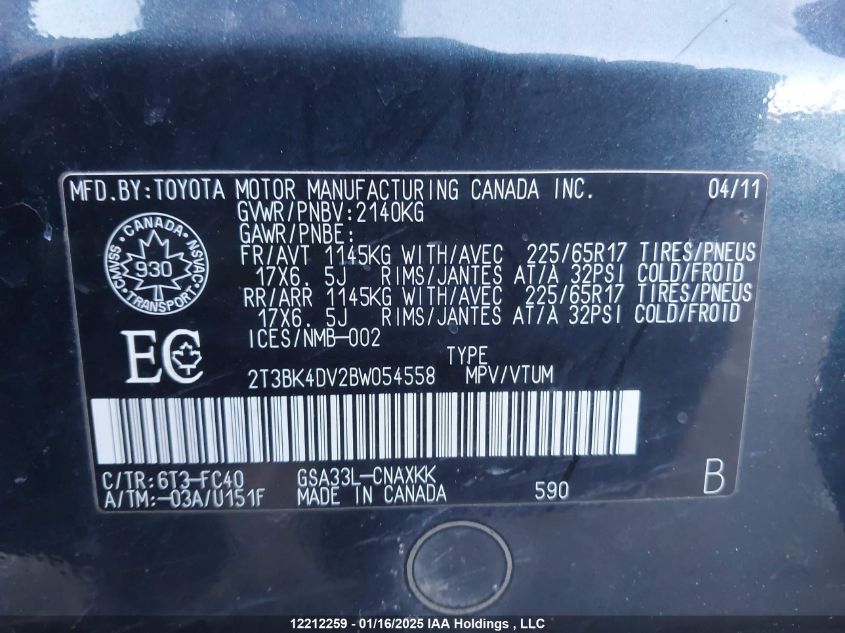 MFD.BY:TOYOTA MOTOR MANUFACTURING CANADA INC. 04/11
GVWR/PNBV:2140KG
GAWR/PNBE:
FR/AVT 1145KG WITH/AVEC 225/65R17 TIRES/PNEUS
17X6.5J RIMS/JANTES AT/A 32PSI COLD/FROID
RR/ARR 1145KG WITH/AVEC 225/65R17 TIRES/PNEUS
17X6.5J RIMS/JANTES AT/A 32PSI COLD/FROID
CANADA
CMVSS 930 NSVAC
TRANSPORT
ICES/NMB-002
EC
TYPE
2T3BK4DV2BW054558 MPV/VTUM
C/TR:6T3-FC40 GSA33L-CNAXKK
A/TM:-03A/U151F MADE IN CANADA 590 B
12212259 - 01/16/2025 IAA Holdings , LLC